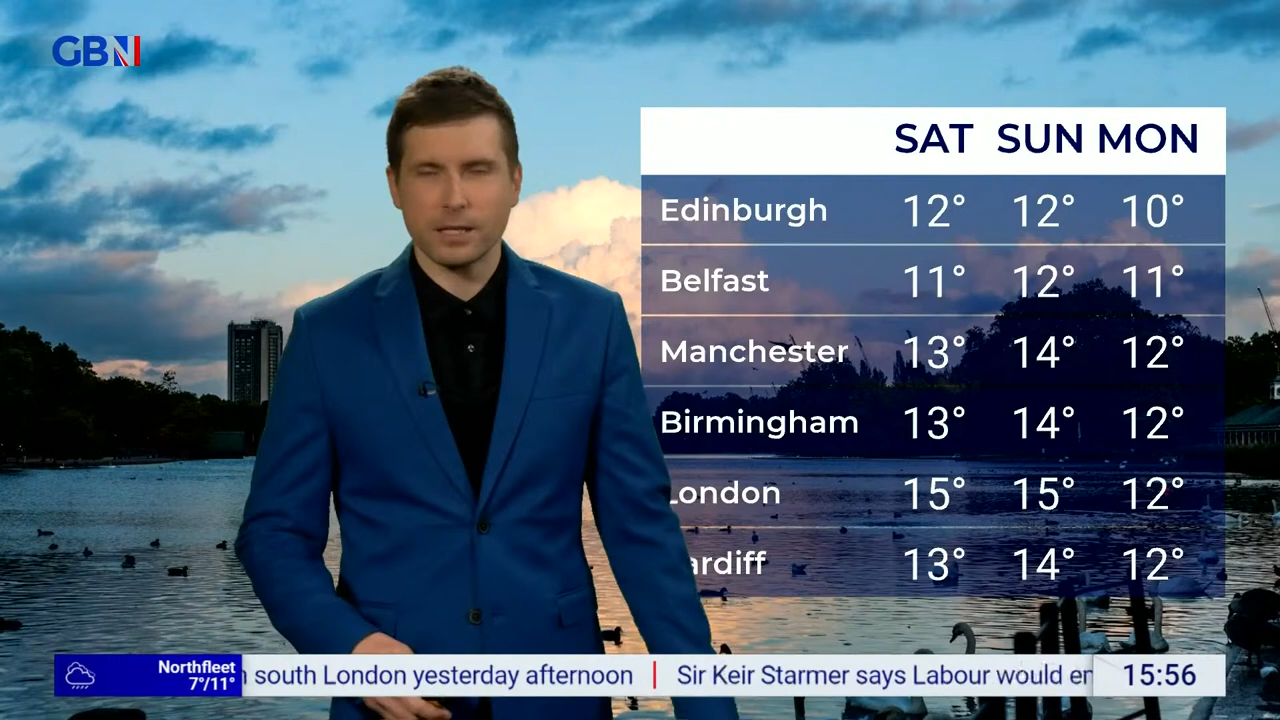 GBN
SAT SUN MON
Edinburgh 12° 12° 10°
Belfast 11° 12° 11°
Manchester 13° 14° 12°
Birmingham 13° 14° 12°
London 15° 15° 12°
ardiff 13° 14° 12°
Northfleet
7°/11°
south London yesterday afternoon | Sir Keir Starmer says Labour would en
15:56